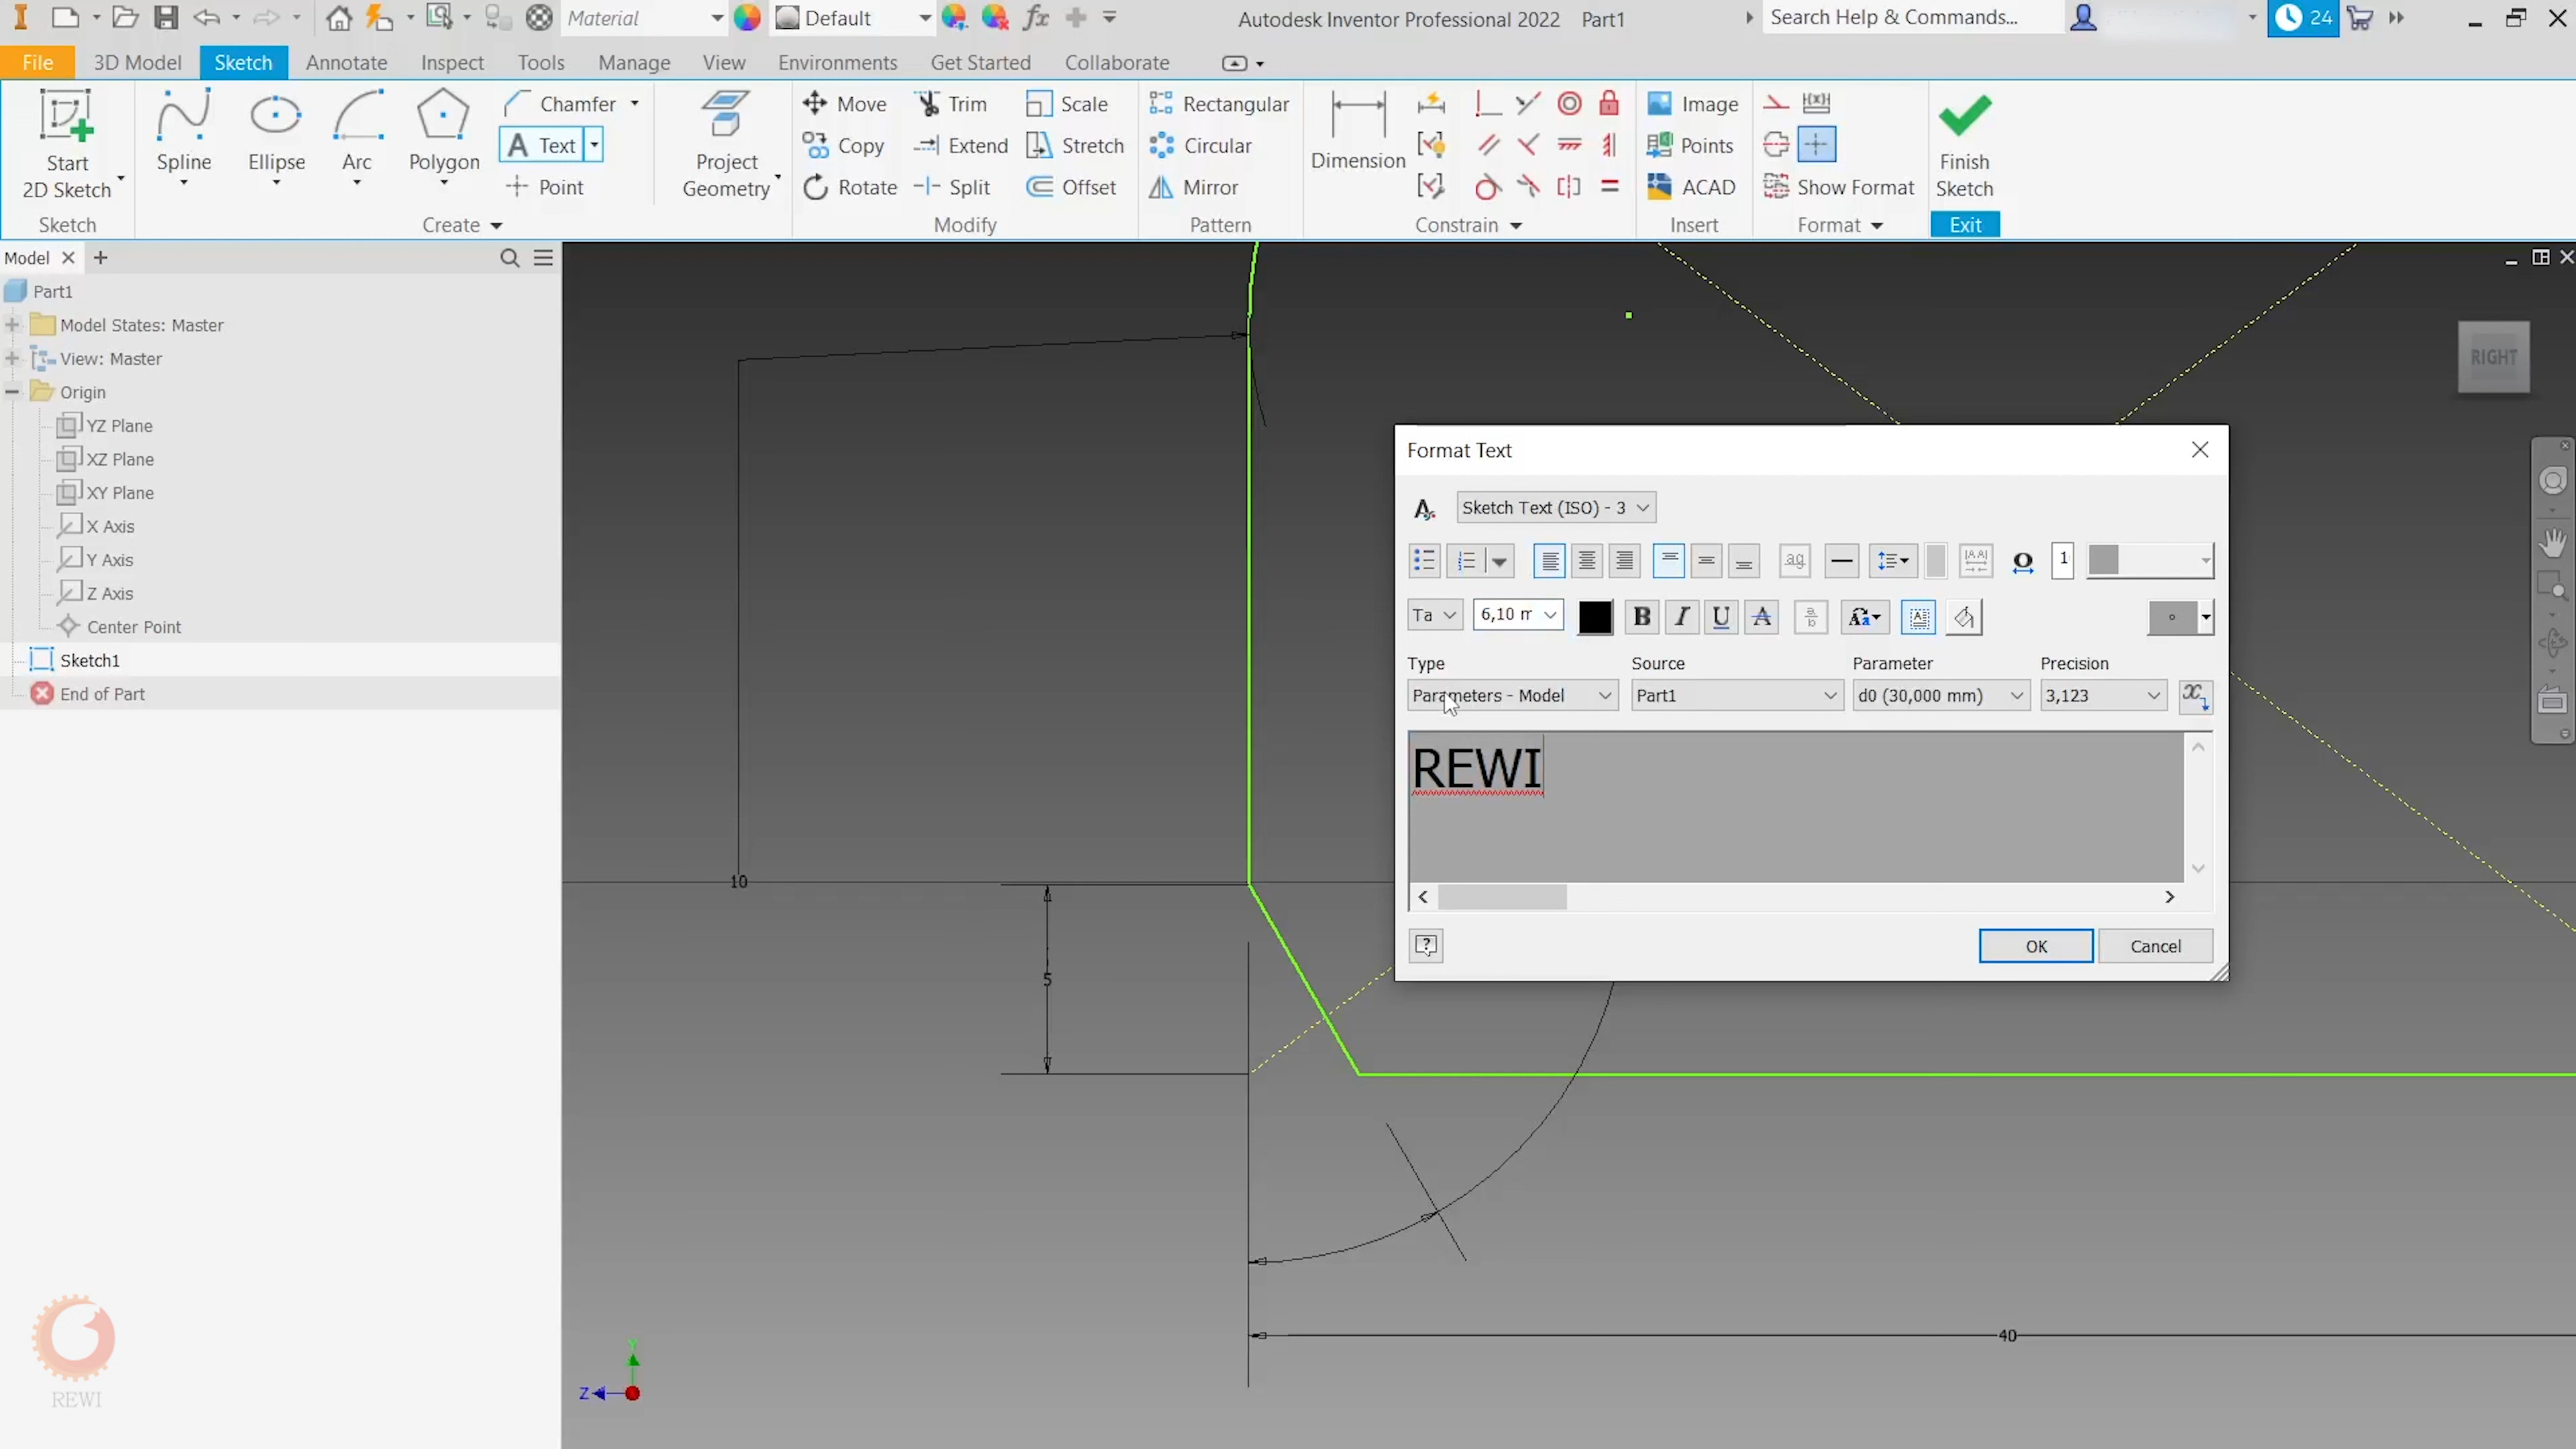 Material
Default
Autodesk Inventor Professional 2022 Part1
Search Help & Commands...
24
File
3D Model
Sketch
Annotate
Inspect
Tools
Manage
View
Environments
Get Started
Collaborate
Start
2D Sketch
Spline
Ellipse
Arc
Polygon
Chamfer
Text
Point
Project
Geometry
Move
Copy
Rotate
Trim
Extend
Split
Scale
Stretch
Offset
Rectangular
Circular
Mirror
Dimension
Image
Points
ACAD
Show Format
Finish
Sketch
Sketch
Create
Modify
Pattern
Constrain
Insert
Format
Exit
Model
Part1
Model States: Master
View: Master
Origin
YZ Plane
XZ Plane
XY Plane
X Axis
Y Axis
Z Axis
Center Point
Sketch1
End of Part
RIGHT
Format Text
Sketch Text (ISO) - 3
1
Ta
6,10 m
Type
Source
Parameter
Precision
Parameters - Model
Part1
d0 (30,000 mm)
3,123
REWI
OK
Cancel
10
5
40
Y
Z
REWI